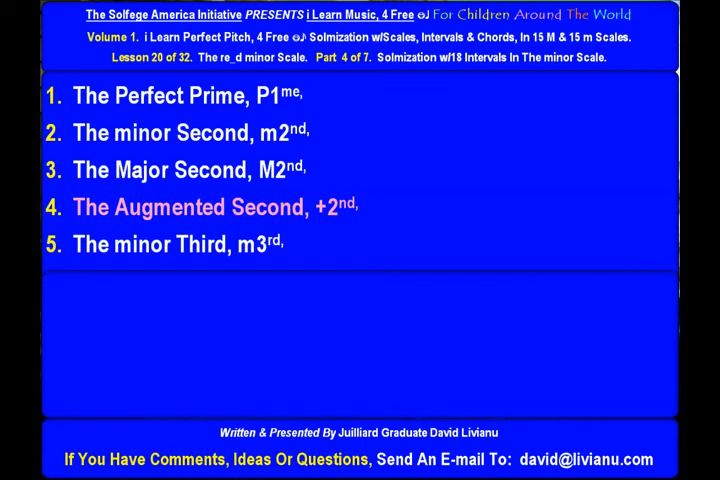 The Solfege America Initiative PRESENTS i Learn Music, 4 Free ℮♩ For Children Around The World
Volume 1. i Learn Perfect Pitch, 4 Free ℮♪ Solmization w/Scales, Intervals & Chords, In 15 M & 15 m Scales.
Lesson 20 of 32. The re_d minor Scale. Part 4 of 7. Solmization w/18 Intervals In The minor Scale.
1. The Perfect Prime, P1me,
2. The minor Second, m2nd,
3. The Major Second, M2nd,
4. The Augmented Second, +2nd,
5. The minor Third, m3rd,
Written & Presented By Juilliard Graduate David Livianu
If You Have Comments, Ideas Or Questions, Send An E-mail To: david@livianu.com